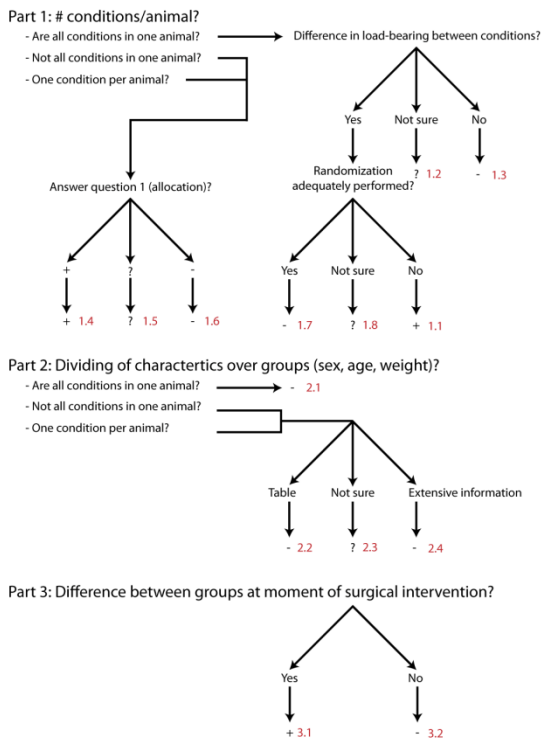 Part 1: # conditions/animal?
- Are all conditions in one animal?
Difference in load-bearing between conditions?
- Not all conditions in one animal?
- One condition per animal?
Yes
Not sure
No
Randomization
adequately performed?
? 1.2
- 1.3
Answer question 1 (allocation)?
+
?
-
Yes
Not sure
No
+ 1.4
? 1.5
- 1.6
- 1.7
? 1.8
+ 1.1
Part 2: Dividing of charactertics over groups (sex, age, weight)?
- Are all conditions in one animal?
- 2.1
- Not all conditions in one animal?
- One condition per animal?
Table
Not sure
Extensive information
- 2.2
? 2.3
- 2.4
Part 3: Difference between groups at moment of surgical intervention?
Yes
No
+ 3.1
- 3.2